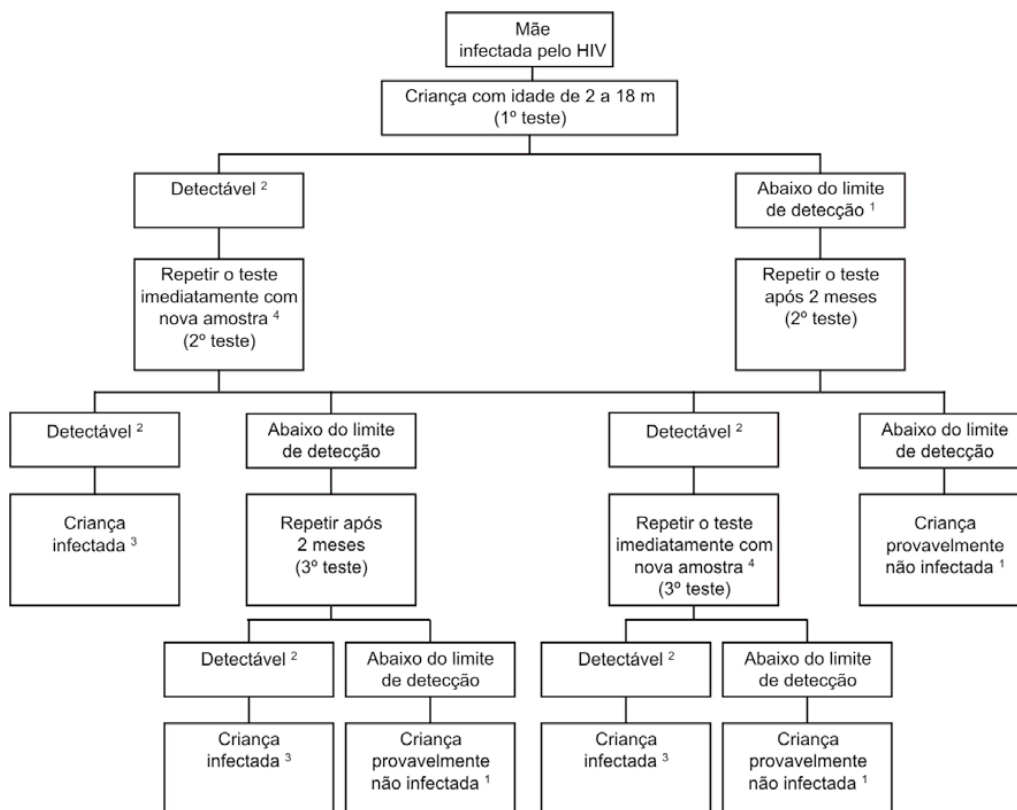 Mãe
infectada pelo HIV
Criança com idade de 2 a 18 m
(1º teste)
Detectável ²
Abaixo do limite
de detecção ¹
Repetir o teste
imediatamente com
nova amostra ⁴
(2º teste)
Repetir o teste
após 2 meses
(2º teste)
Detectável ²
Abaixo do limite
de detecção
Detectável ²
Abaixo do limite
de detecção
Criança
infectada ³
Repetir após
2 meses
(3º teste)
Repetir o teste
imediatamente com
nova amostra ⁴
(3º teste)
Criança
provavelmente
não infectada ¹
Detectável ²
Abaixo do limite
de detecção
Detectável ²
Abaixo do limite
de detecção
Criança
infectada ³
Criança
provavelmente
não infectada ¹
Criança
infectada ³
Criança
provavelmente
não infectada ¹